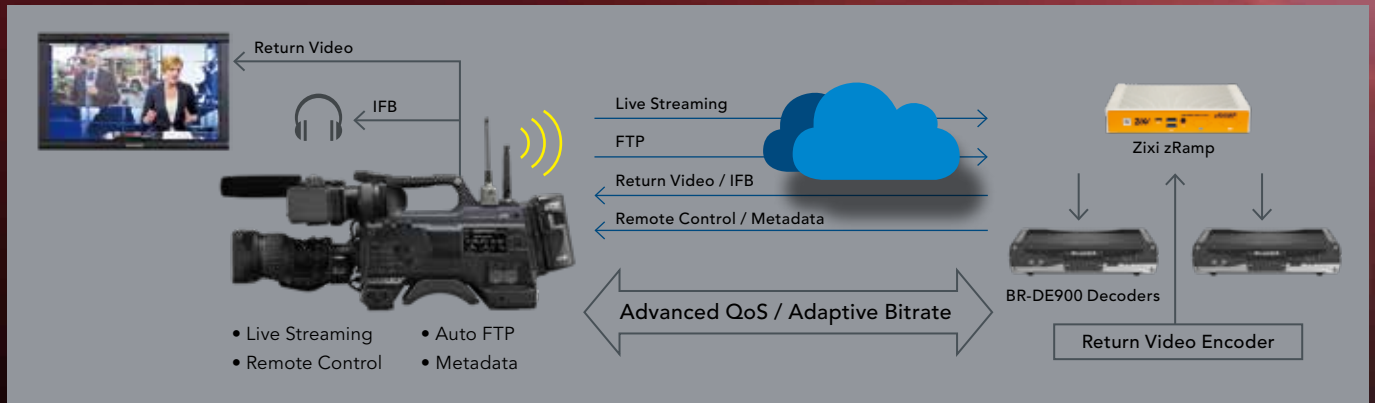 Return Video
IFB
Live Streaming
FTP
Return Video / IFB
Remote Control / Metadata
Zixi zRamp
BR-DE900 Decoders
Advanced QoS / Adaptive Bitrate
Return Video Encoder
• Live Streaming
• Auto FTP
• Remote Control
• Metadata